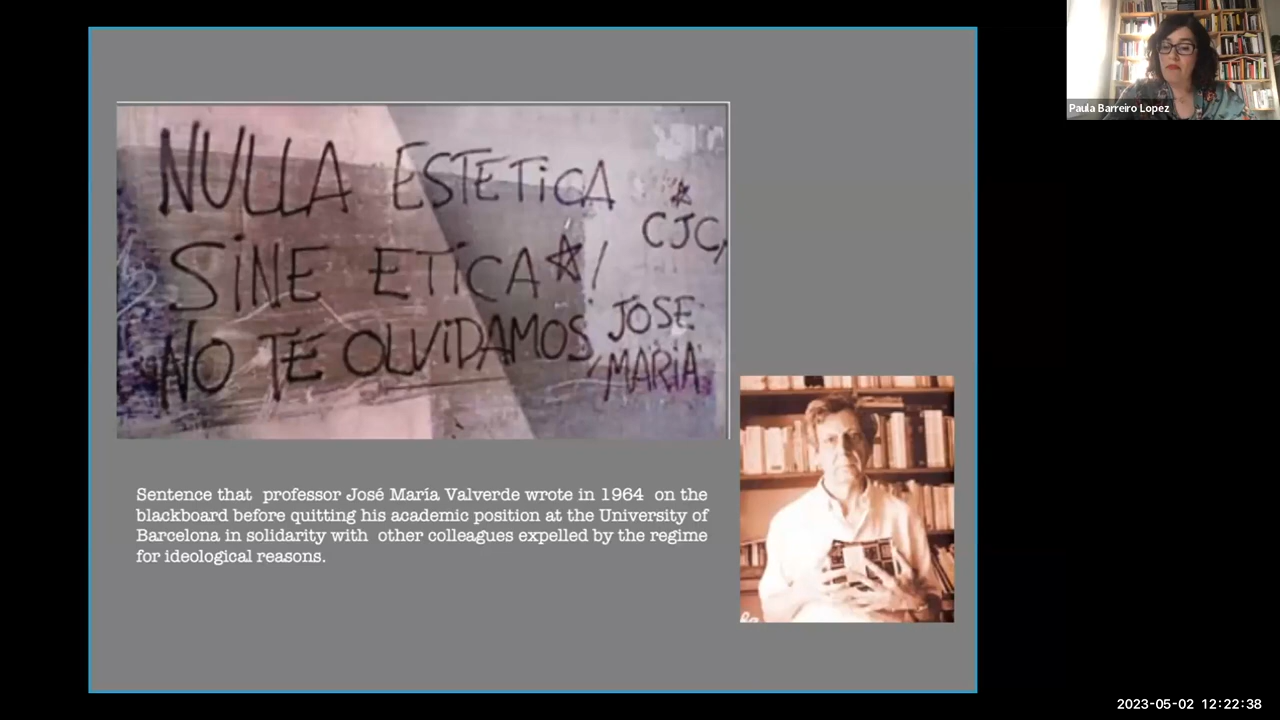 Paula Barreiro Lopez
NULLA ESTETiCA
SiNE ETiCA☆/
NO TE OLViDAMOS,
☆
CJC,
JOSE
MARiA
Sentence that professor José María Valverde wrote in 1964 on the
blackboard before quitting his academic position at the University of
Barcelona in solidarity with other colleagues expelled by the regime
for ideological reasons.
2023-05-02 12:22:38